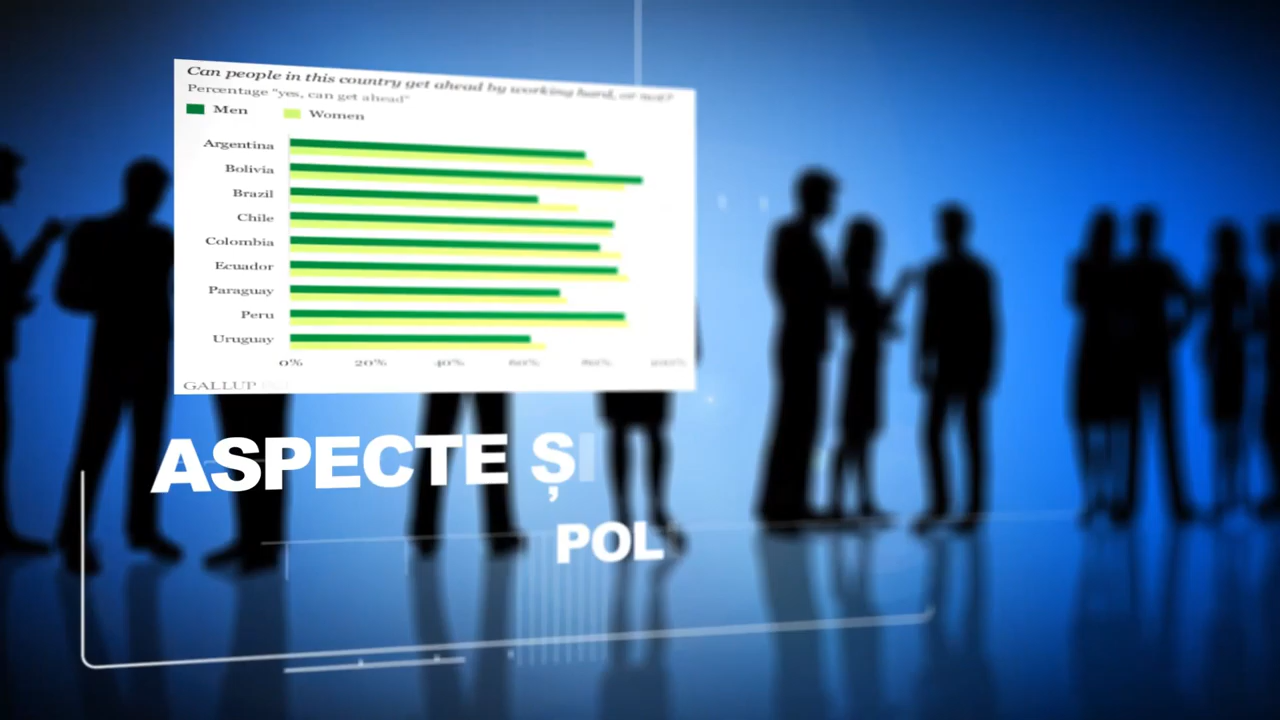 Can people in this country get ahead by working hard, or not?
Percentage "yes, can get ahead"
Men Women
Argentina
Bolivia
Brazil
Chile
Colombia
Ecuador
Paraguay
Peru
Uruguay
0% 20% 40% 60% 80% 100%
GALLUP
ASPECTE ȘI
POL